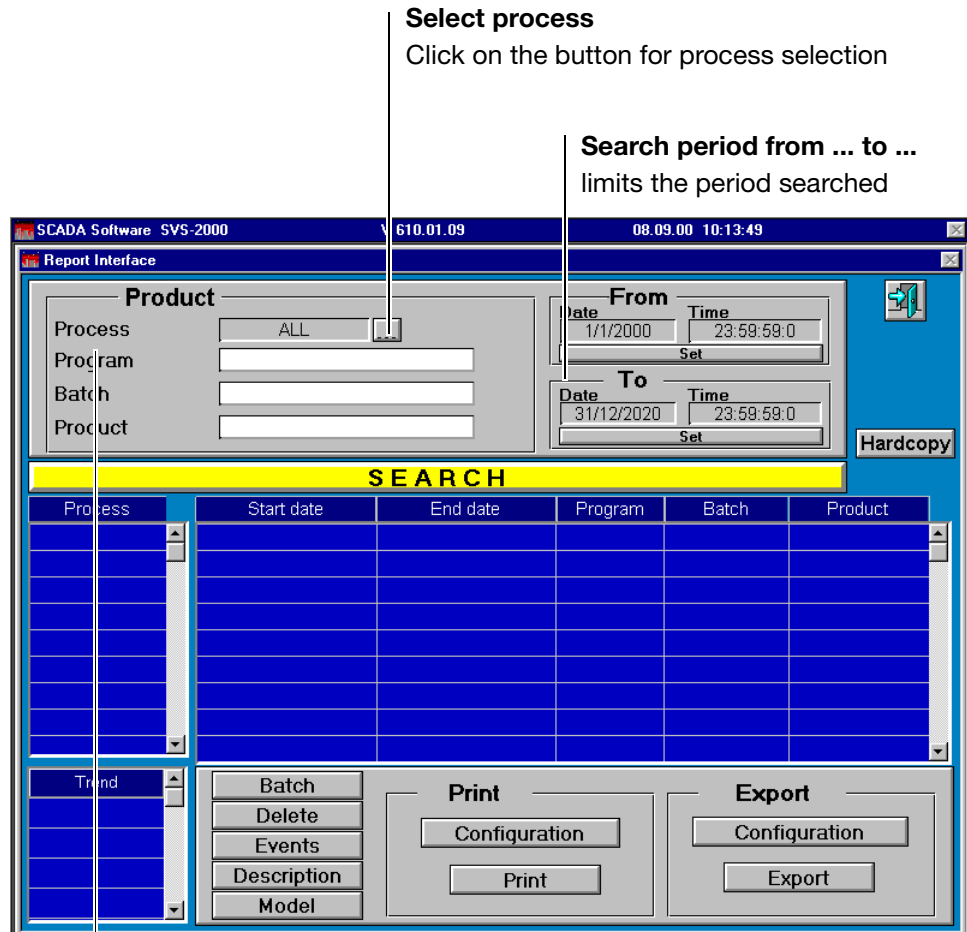 Select process
Click on the button for process selection
Search period from ... to ...
limits the period searched
SCADA Software SVS-2000 V 610.01.09 08.09.00 10:13:49
Report Interface
Product
Process ALL ...
Program
Batch
Product
From
Date Time
1/1/2000 23:59:59:0
Set
To
Date Time
31/12/2020 23:59:59:0
Set
Hardcopy
SEARCH
Process Start date End date Program Batch Product
Trend
Batch
Delete
Events
Description
Model
Print
Configuration
Print
Export
Configuration
Export